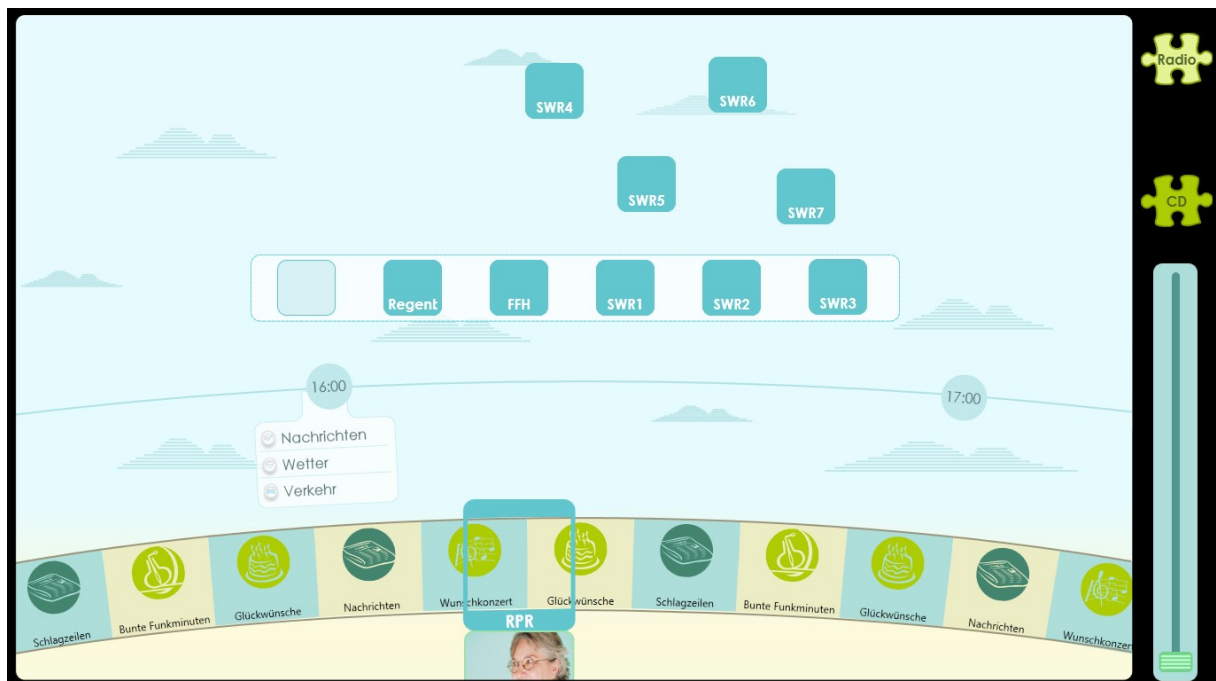 Radio
SWR4
SWR6
CD
SWR5
SWR7
Regent
FFH
SWR1
SWR2
SWR3
16:00
17:00
Nachrichten
Wetter
Verkehr
Schlagzeilen
Bunte Funkminuten
Glückwünsche
Nachrichten
Wunschkonzert
Glückwünsche
Schlagzeilen
Bunte Funkminuten
Glückwünsche
Nachrichten
Wunschkonzer
RPR